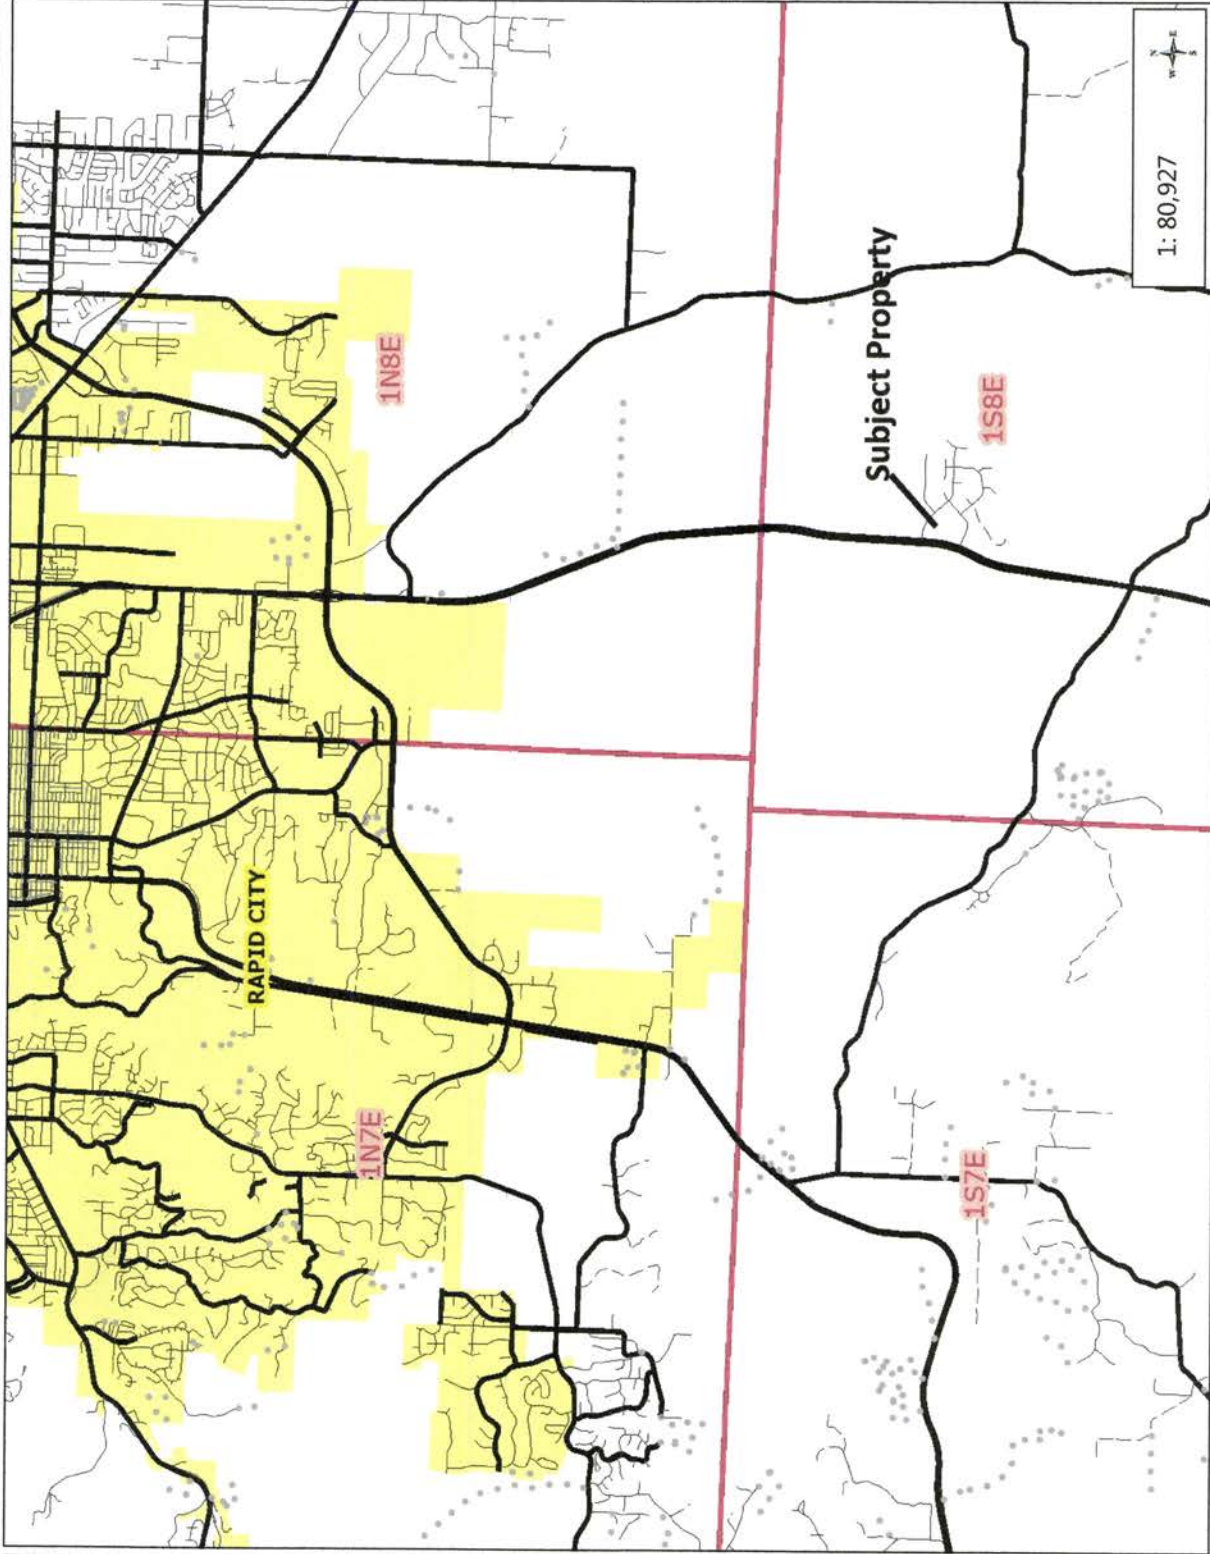 1N8E
Subject Property
1S8E
RAPID CITY
1N7E
1S7E
N
W
E
S
1: 80,927